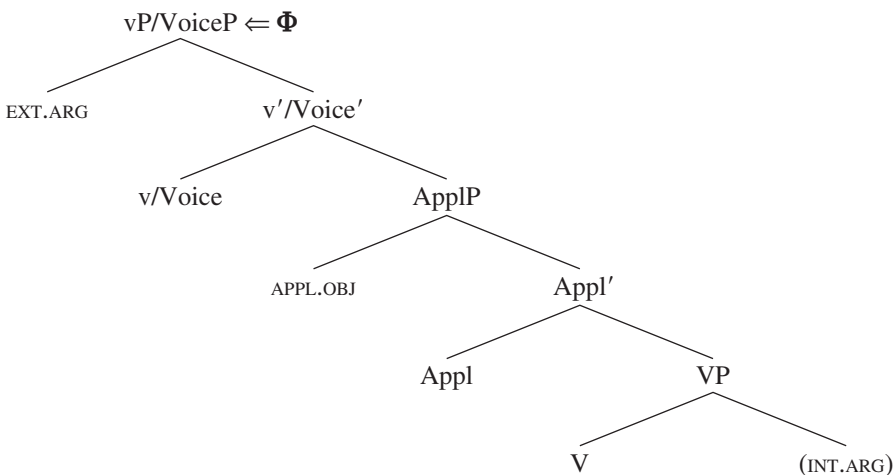 vP/VoiceP ⇐ Φ
EXT.ARG v′/Voice′
v/Voice ApplP
APPL.OBJ Appl′
Appl VP
V (INT.ARG)